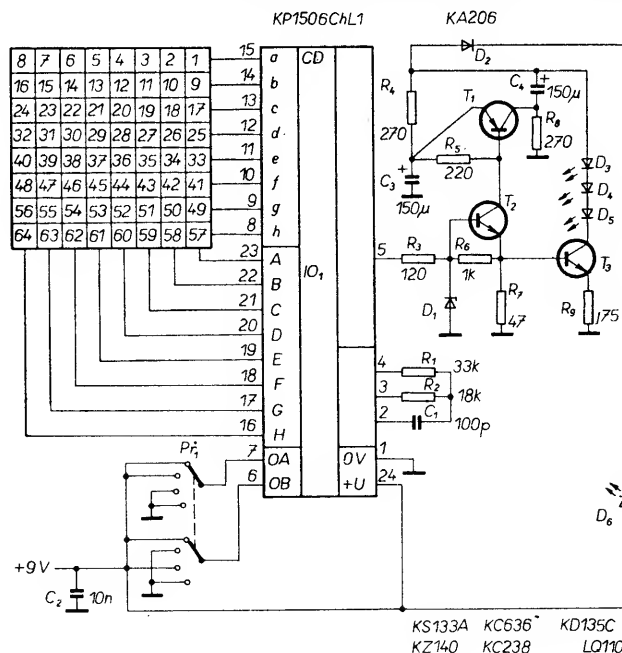 KP1506ChL1
KA206
8 7 6 5 4 3 2 1
16 15 14 13 12 11 10 9
24 23 22 21 20 19 18 17
32 31 30 29 28 27 26 25
40 39 38 37 36 35 34 33
48 47 46 45 44 43 42 41
56 55 54 53 52 51 50 49
64 63 62 61 60 59 58 57
15 a CD
14 b
13 c
12 d
11 e
10 f
9 g
8 h
23 A IO1
22 B
21 C
20 D
19 E
18 F
17 G
16 H
7 OA
6 OB
5
4
3
2
0V 1
+U 24
D2
R4
270
C4 +
150µ
T1
R8
270
R5
220
C3 +
150µ
T2
D3
D4
D5
R3
120
R6
1k
T3
D1
R7
47
R9
175
R1
33k
R2
18k
C1
100p
Př1
+9V
C2
10n
D6
KS133A KC636 KD135C
KZ140 KC238 LQ110